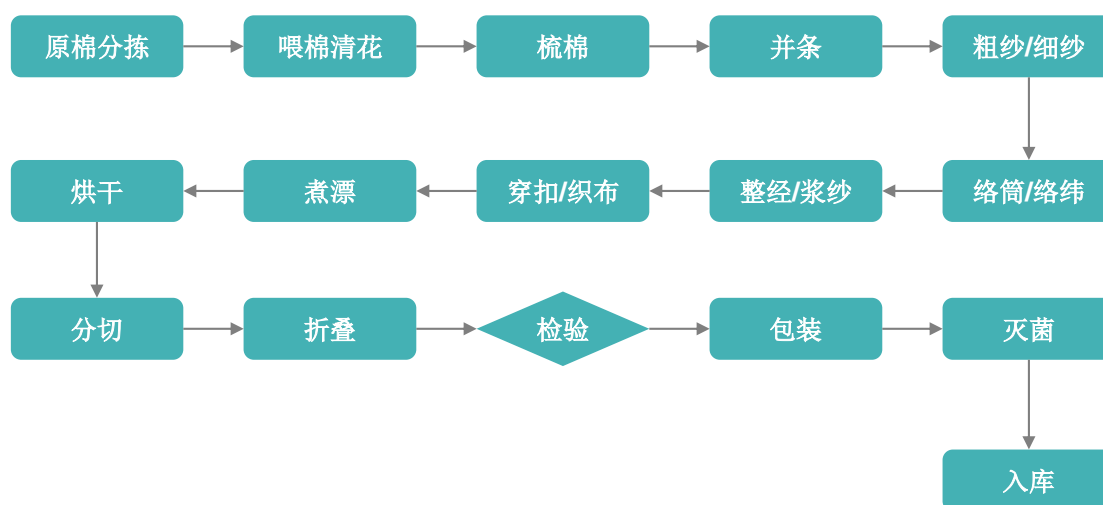 原棉分拣
喂棉清花
梳棉
并条
粗纱/细纱
烘干
煮漂
穿扣/织布
整经/浆纱
络筒/络纬
分切
折叠
检验
包装
灭菌
入库